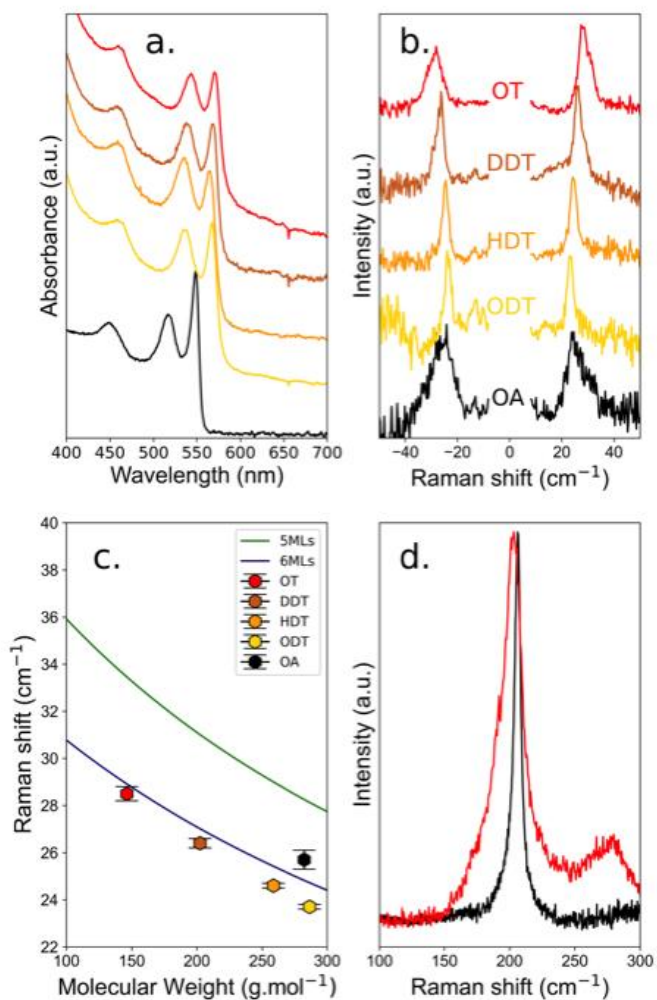 a.
Absorbance (a.u.)
400 450 500 550 600 650 700
Wavelength (nm)
b.
OT
DDT
HDT
ODT
OA
Intensity (a.u.)
−40 −20 0 20 40
Raman shift (cm−1)
c.
5MLs
6MLs
OT
DDT
HDT
ODT
OA
40
38
36
34
32
30
28
26
24
22
Raman shift (cm−1)
100 150 200 250 300
Molecular Weight (g.mol−1)
d.
Intensity (a.u.)
100 150 200 250 300
Raman shift (cm−1)